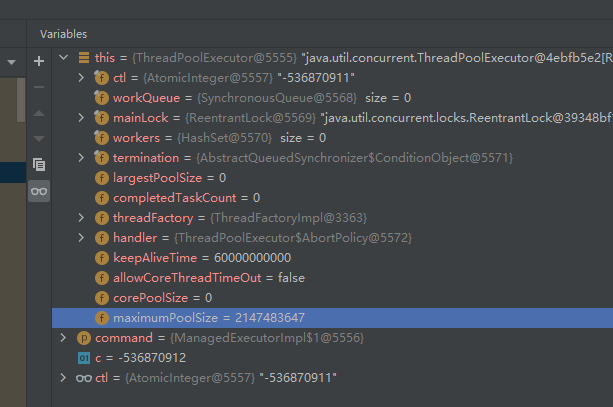 Variables
this = {ThreadPoolExecutor@5555} "java.util.concurrent.ThreadPoolExecutor@4ebfb5e2[R
f ctl = {AtomicInteger@5557} "-536870911"
f workQueue = {SynchronousQueue@5568} size = 0
f mainLock = {ReentrantLock@5569} "java.util.concurrent.locks.ReentrantLock@39348bf
f workers = {HashSet@5570} size = 0
f termination = {AbstractQueuedSynchronizer$ConditionObject@5571}
f largestPoolSize = 0
f completedTaskCount = 0
f threadFactory = {ThreadFactoryImpl@3363}
f handler = {ThreadPoolExecutor$AbortPolicy@5572}
f keepAliveTime = 60000000000
f allowCoreThreadTimeOut = false
f corePoolSize = 0
f maximumPoolSize = 2147483647
p command = {ManagedExecutorImpl$1@5556}
01 c = -536870912
ctl = {AtomicInteger@5557} "-536870911"